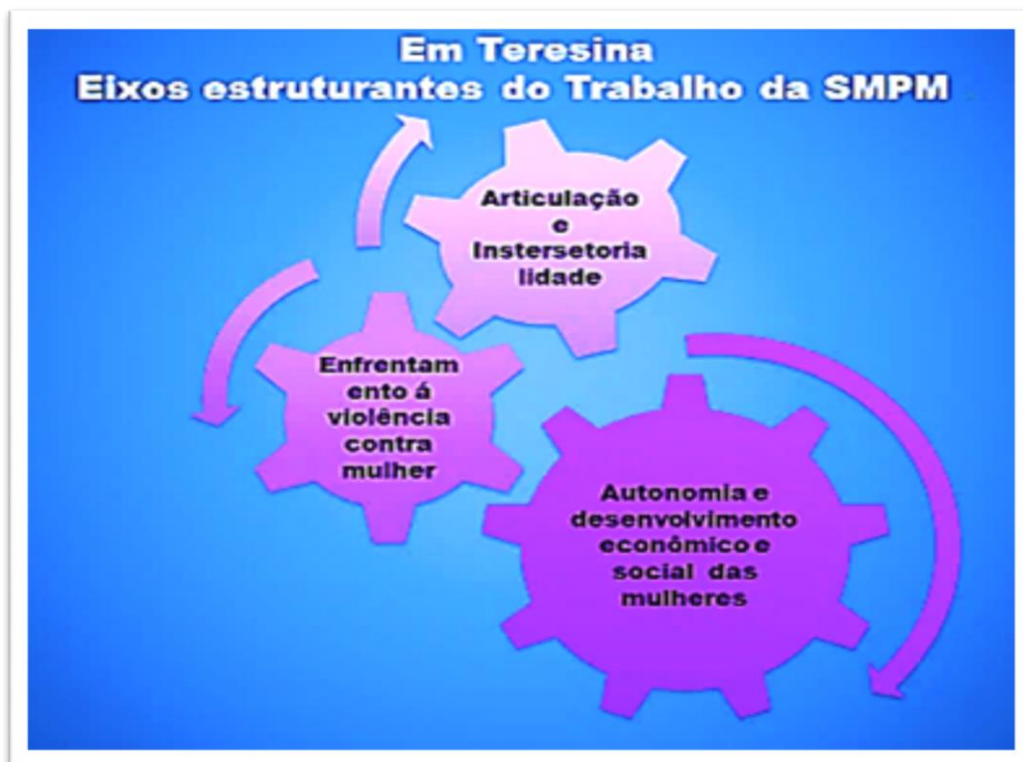 Em Teresina
Eixos estruturantes do Trabalho da SMPM
Articulação
e
Instersetoria
lidade
Enfrentam
ento á
violência
contra
mulher
Autonomia e
desenvolvimento
econômico e
social das
mulheres